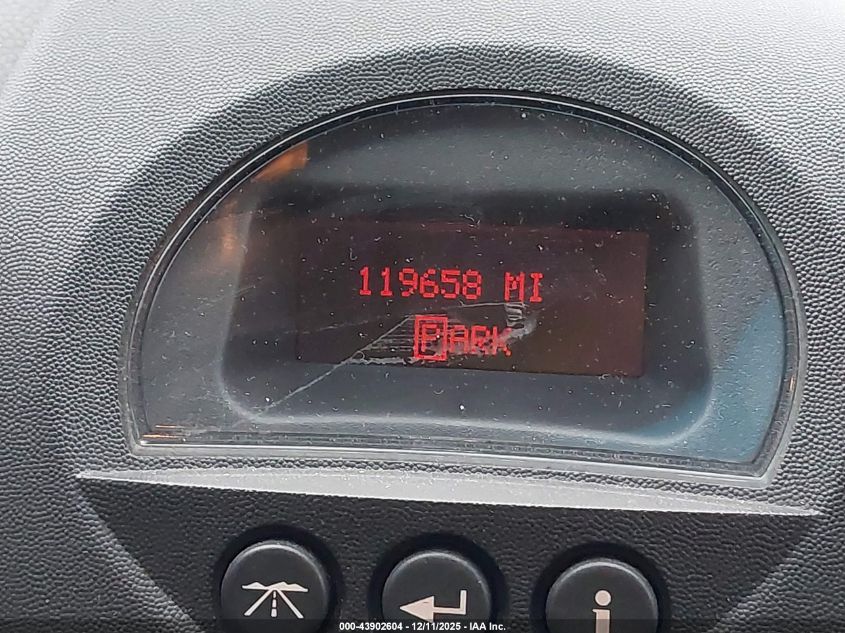 119658 MI
PARK
i
000-43902604 - 12/11/2025 - IAA Inc.